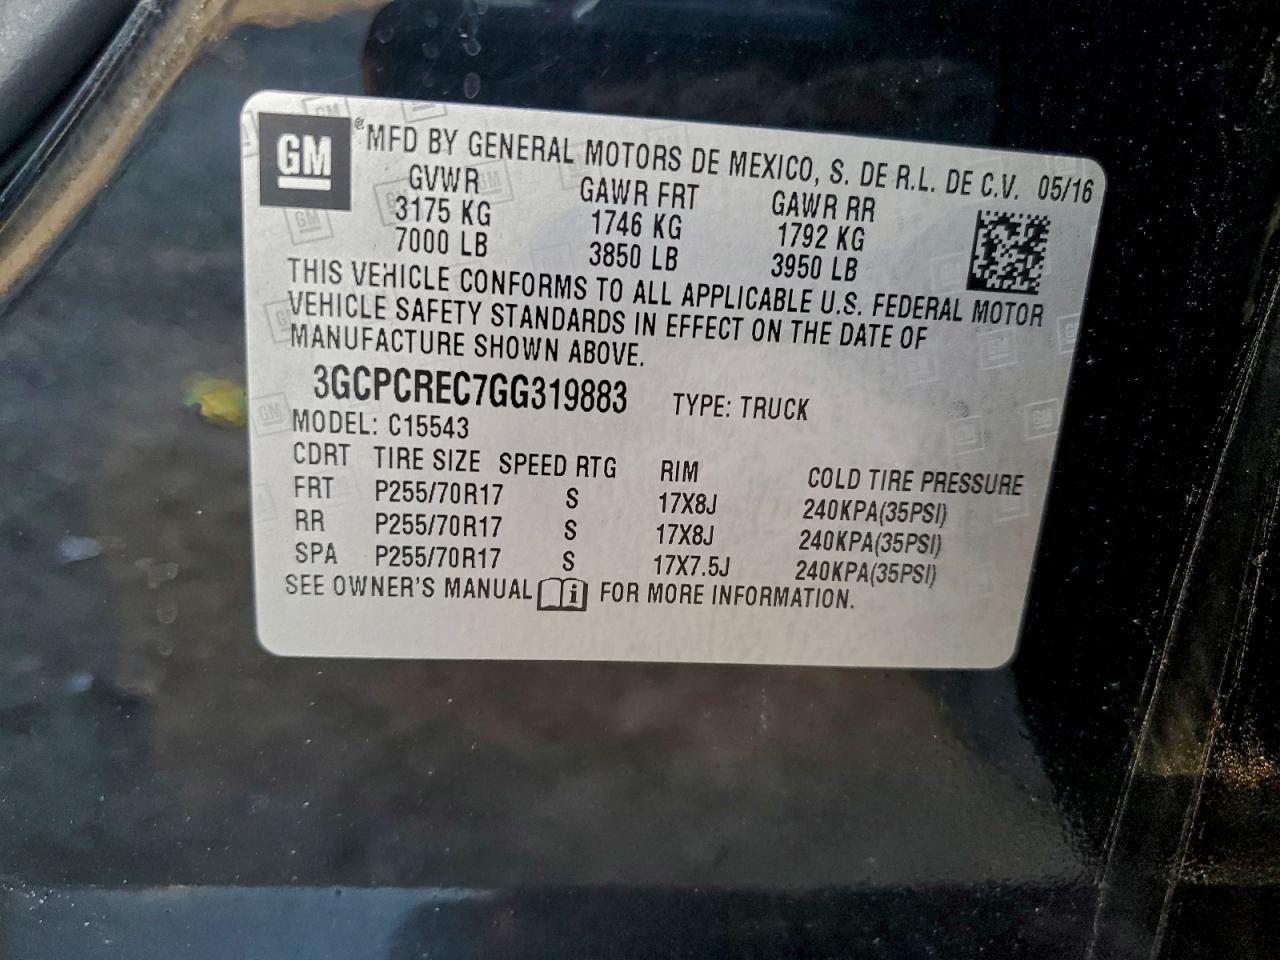 GM ® MFD BY GENERAL MOTORS DE MEXICO, S. DE R.L. DE C.V. 05/16
GVWR GAWR FRT GAWR RR
3175 KG 1746 KG 1792 KG
7000 LB 3850 LB 3950 LB
THIS VEHICLE CONFORMS TO ALL APPLICABLE U.S. FEDERAL MOTOR
VEHICLE SAFETY STANDARDS IN EFFECT ON THE DATE OF
MANUFACTURE SHOWN ABOVE.
3GCPCREC7GG319883 TYPE: TRUCK
MODEL: C15543
CDRT TIRE SIZE SPEED RTG RIM COLD TIRE PRESSURE
FRT P255/70R17 S 17X8J 240KPA(35PSI)
RR P255/70R17 S 17X8J 240KPA(35PSI)
SPA P255/70R17 S 17X7.5J 240KPA(35PSI)
SEE OWNER'S MANUAL i FOR MORE INFORMATION.